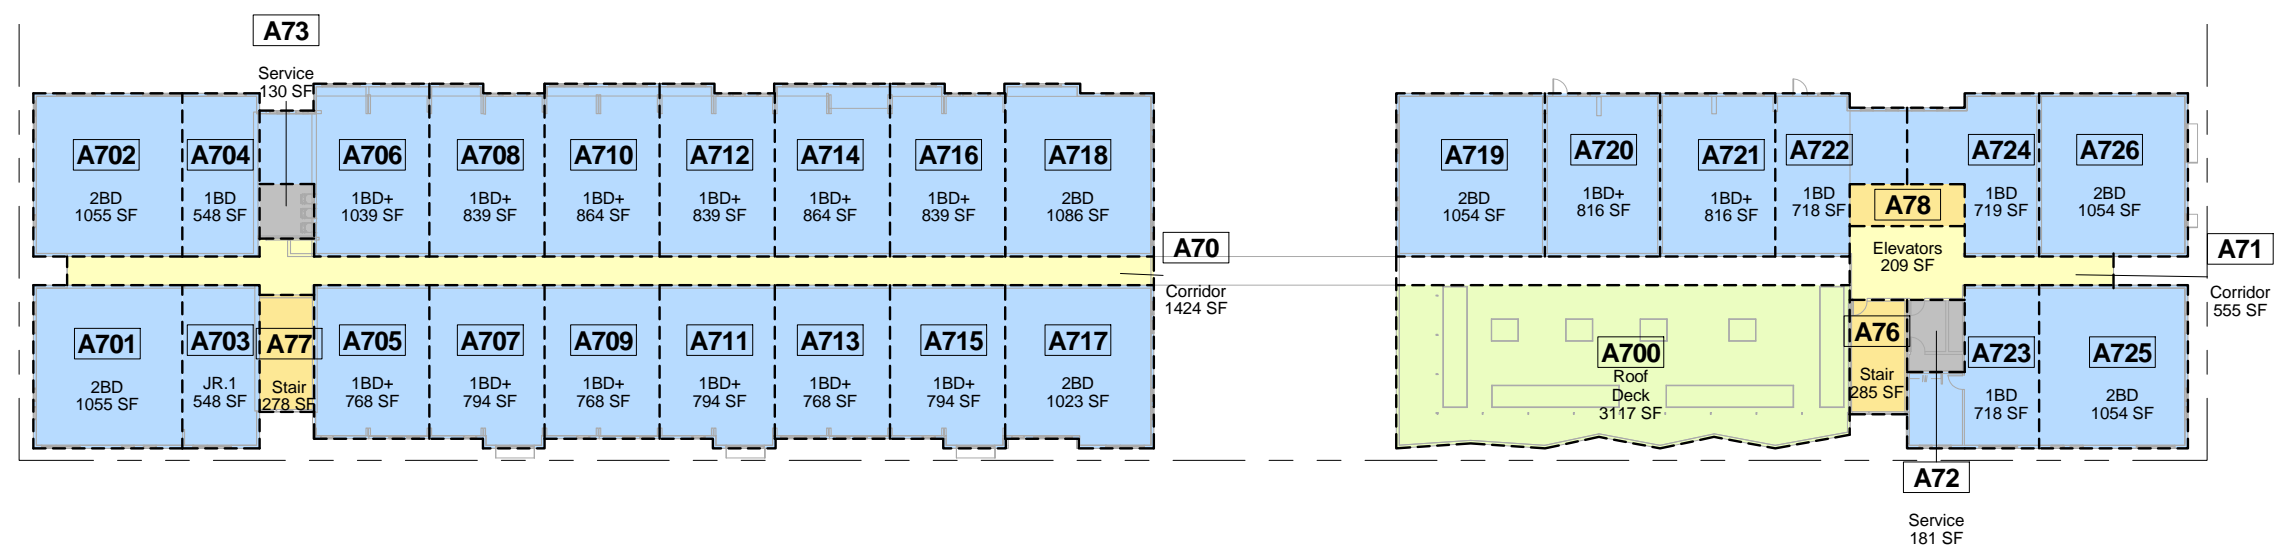 A73
Service
130 SF
A702
2BD
1055 SF
A704
1BD
548 SF
A706
1BD+
1039 SF
A708
1BD+
839 SF
A710
1BD+
864 SF
A712
1BD+
839 SF
A714
1BD+
864 SF
A716
1BD+
839 SF
A718
2BD
1086 SF
A719
2BD
1054 SF
A720
1BD+
816 SF
A721
1BD+
816 SF
A722
1BD
718 SF
A78
Elevators
209 SF
A724
1BD
719 SF
A726
2BD
1054 SF
A70
Corridor
1424 SF
A71
Corridor
555 SF
A701
2BD
1055 SF
A703
JR.1
548 SF
A77
Stair
278 SF
A705
1BD+
768 SF
A707
1BD+
794 SF
A709
1BD+
768 SF
A711
1BD+
794 SF
A713
1BD+
768 SF
A715
1BD+
794 SF
A717
2BD
1023 SF
A700
Roof
Deck
3117 SF
A76
Stair
285 SF
A723
1BD
718 SF
A725
2BD
1054 SF
A72
Service
181 SF